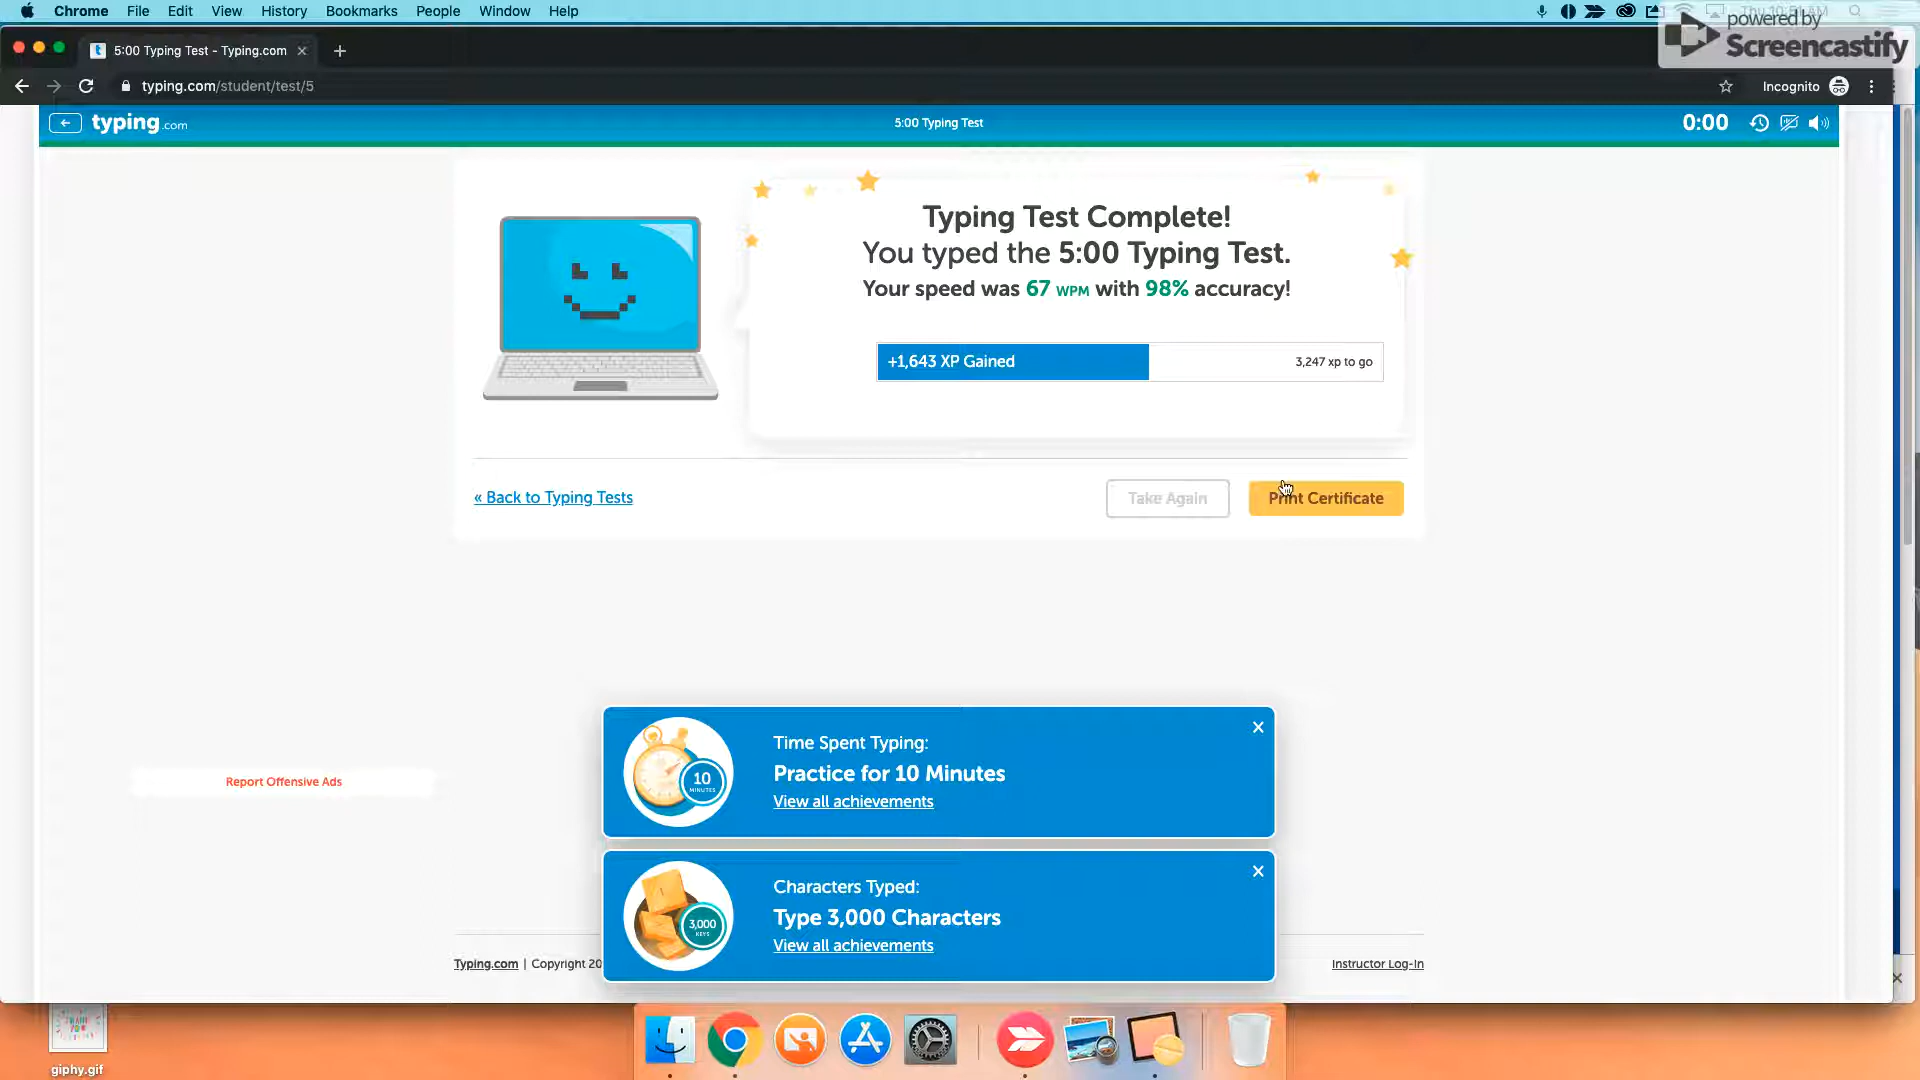 Chrome File Edit View History Bookmarks People Window Help
powered by
Screencastify
5:00 Typing Test - Typing.com
typing.com/student/test/5
Incognito
typing.com
5:00 Typing Test
0:00
Typing Test Complete!
You typed the 5:00 Typing Test.
Your speed was 67 WPM with 98% accuracy!
+1,643 XP Gained
3,247 xp to go
« Back to Typing Tests
Take Again
Print Certificate
Time Spent Typing:
Practice for 10 Minutes
View all achievements
10
MINUTES
Report Offensive Ads
Characters Typed:
Type 3,000 Characters
View all achievements
3,000
KEYS
Typing.com | Copyright 20
Instructor Log-In
giphy.gif